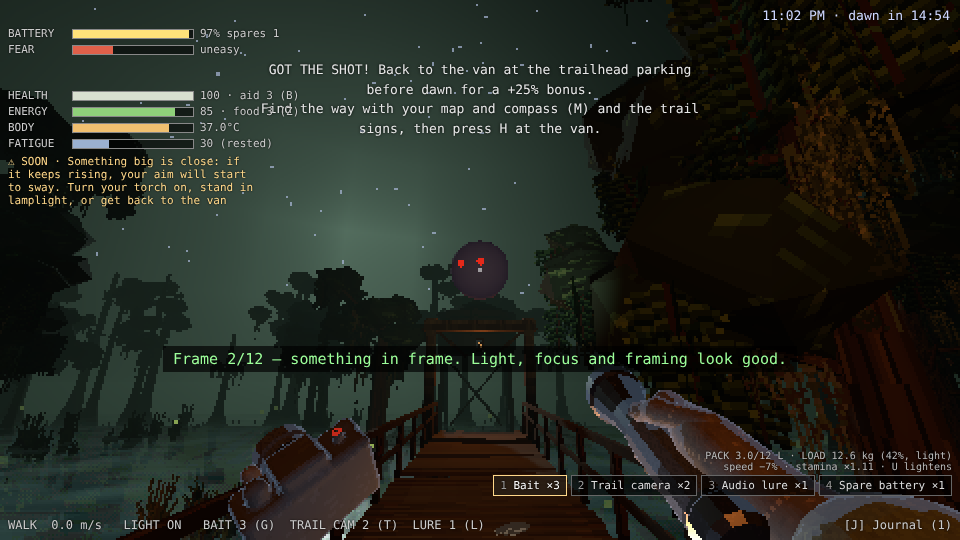 BATTERY 97% spares 1
FEAR uneasy
HEALTH 100 · aid 3 (B)
ENERGY 85 · food 3 (Z)
BODY 37.0°C
FATIGUE 30 (rested)
⚠ SOON · Something big is close: if
it keeps rising, your aim will start
to sway. Turn your torch on, stand in
lamplight, or get back to the van
11:02 PM · dawn in 14:54
GOT THE SHOT! Back to the van at the trailhead parking
before dawn for a +25% bonus.
Find the way with your map and compass (M) and the trail
signs, then press H at the van.
Frame 2/12 — something in frame. Light, focus and framing look good.
PACK 3.0/12 L · LOAD 12.6 kg (42%, light)
speed −7% · stamina ×1.11 · U lightens
1 Bait ×3 2 Trail camera ×2 3 Audio lure ×1 4 Spare battery ×1
WALK 0.0 m/s LIGHT ON BAIT 3 (G) TRAIL CAM 2 (T) LURE 1 (L)
[J] Journal (1)